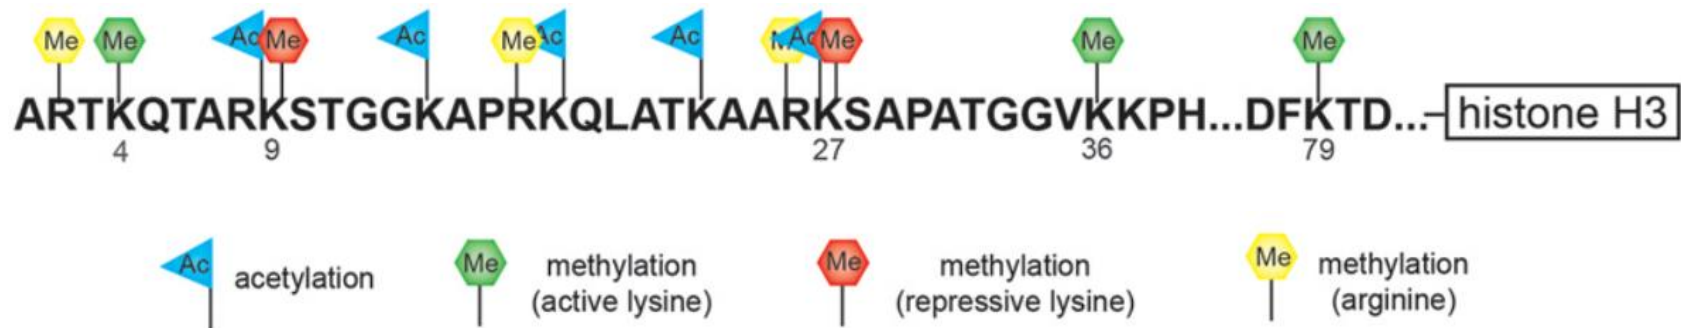 Me Me Ac Me Ac Me Ac Ac Ac Me Me Me
ARTKQTARKSTGGKAPRKQLATKAARKSAPATGGVKKPH...DFKTD... histone H3
4 9 27 36 79
Ac acetylation Me methylation (active lysine) Me methylation (repressive lysine) Me methylation (arginine)